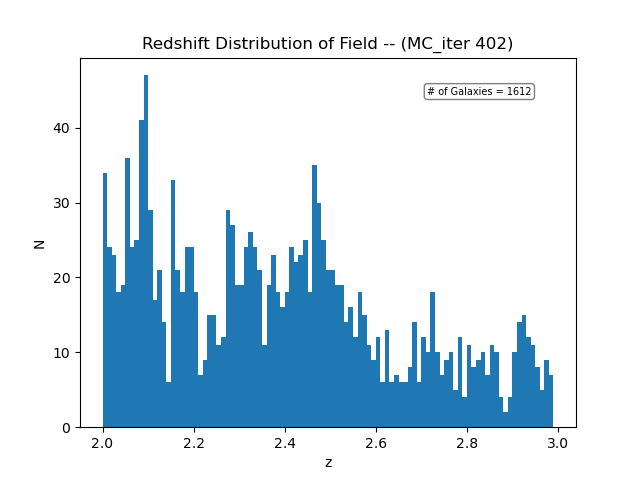 Redshift Distribution of Field -- (MC_iter 402)
# of Galaxies = 1612
N
40
30
20
10
0
2.0 2.2 2.4 2.6 2.8 3.0
z